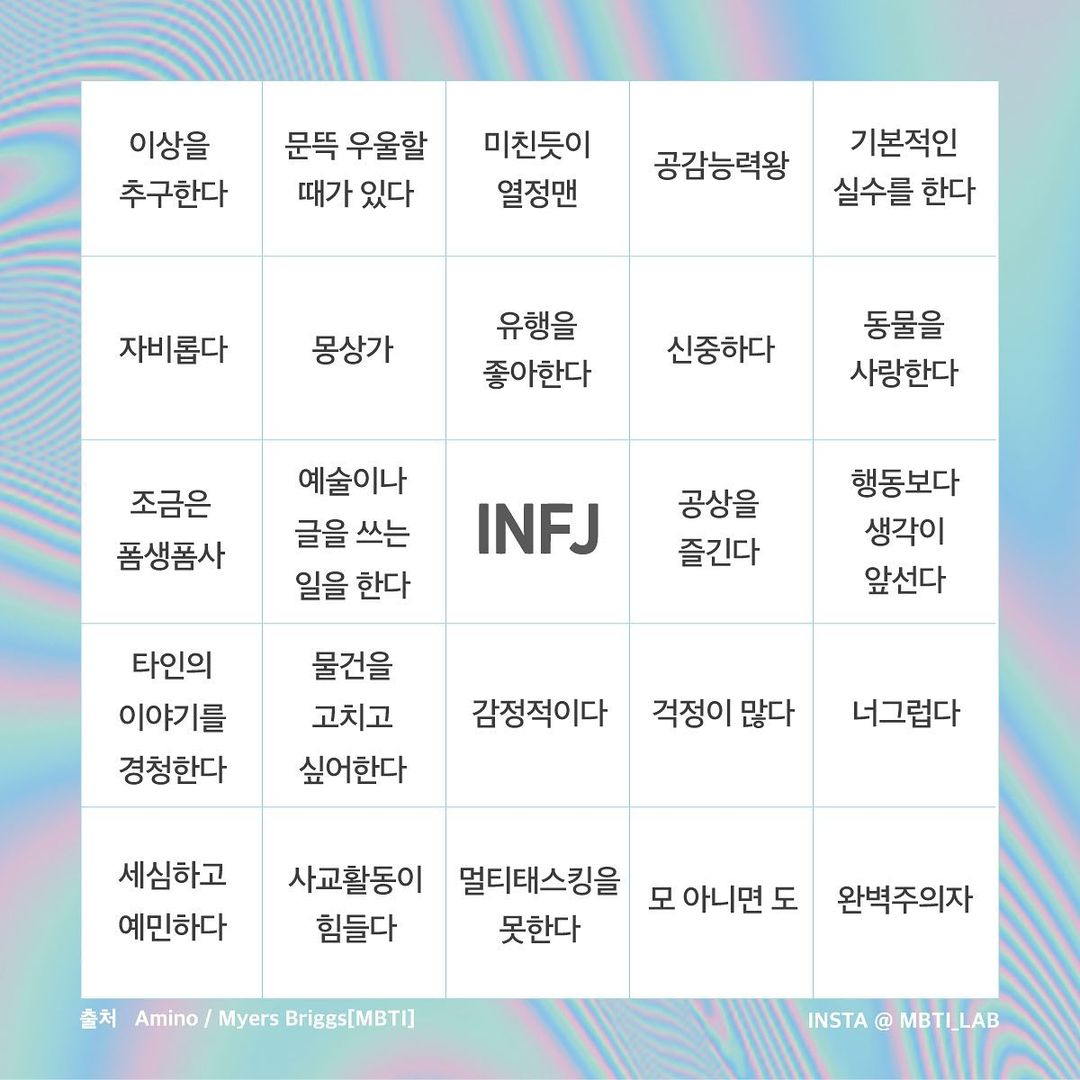 이상을
추구한다
문뜩 우울할
때가 있다
미친듯이
열정맨
공감능력왕
기본적인
실수를 한다
자비롭다
몽상가
유행을
좋아한다
신중하다
동물을
사랑한다
조금은
폼생폼사
예술이나
글을 쓰는
일을 한다
INFJ
공상을
즐긴다
행동보다
생각이
앞선다
타인의
이야기를
경청한다
물건을
고치고
싶어한다
감정적이다
걱정이 많다
너그럽다
세심하고
예민하다
사교활동이
힘들다
멀티태스킹을
못한다
모 아니면 도
완벽주의자
출처 Amino / Myers Briggs[MBTI]
INSTA @ MBTI_LAB